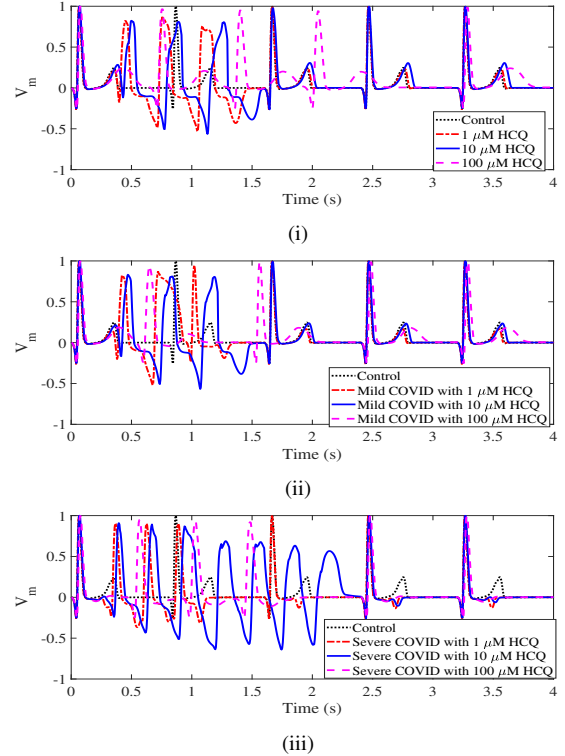 1
0.5
0
-0.5
-1
V_m
0 0.5 1 1.5 2 2.5 3 3.5 4
Time (s)
Control
1 μM HCQ
10 μM HCQ
100 μM HCQ
(i)
1
0.5
0
-0.5
-1
V_m
0 0.5 1 1.5 2 2.5 3 3.5 4
Time (s)
Control
Mild COVID with 1 μM HCQ
Mild COVID with 10 μM HCQ
Mild COVID with 100 μM HCQ
(ii)
1
0.5
0
-0.5
-1
V_m
0 0.5 1 1.5 2 2.5 3 3.5 4
Time (s)
Control
Severe COVID with 1 μM HCQ
Severe COVID with 10 μM HCQ
Severe COVID with 100 μM HCQ
(iii)